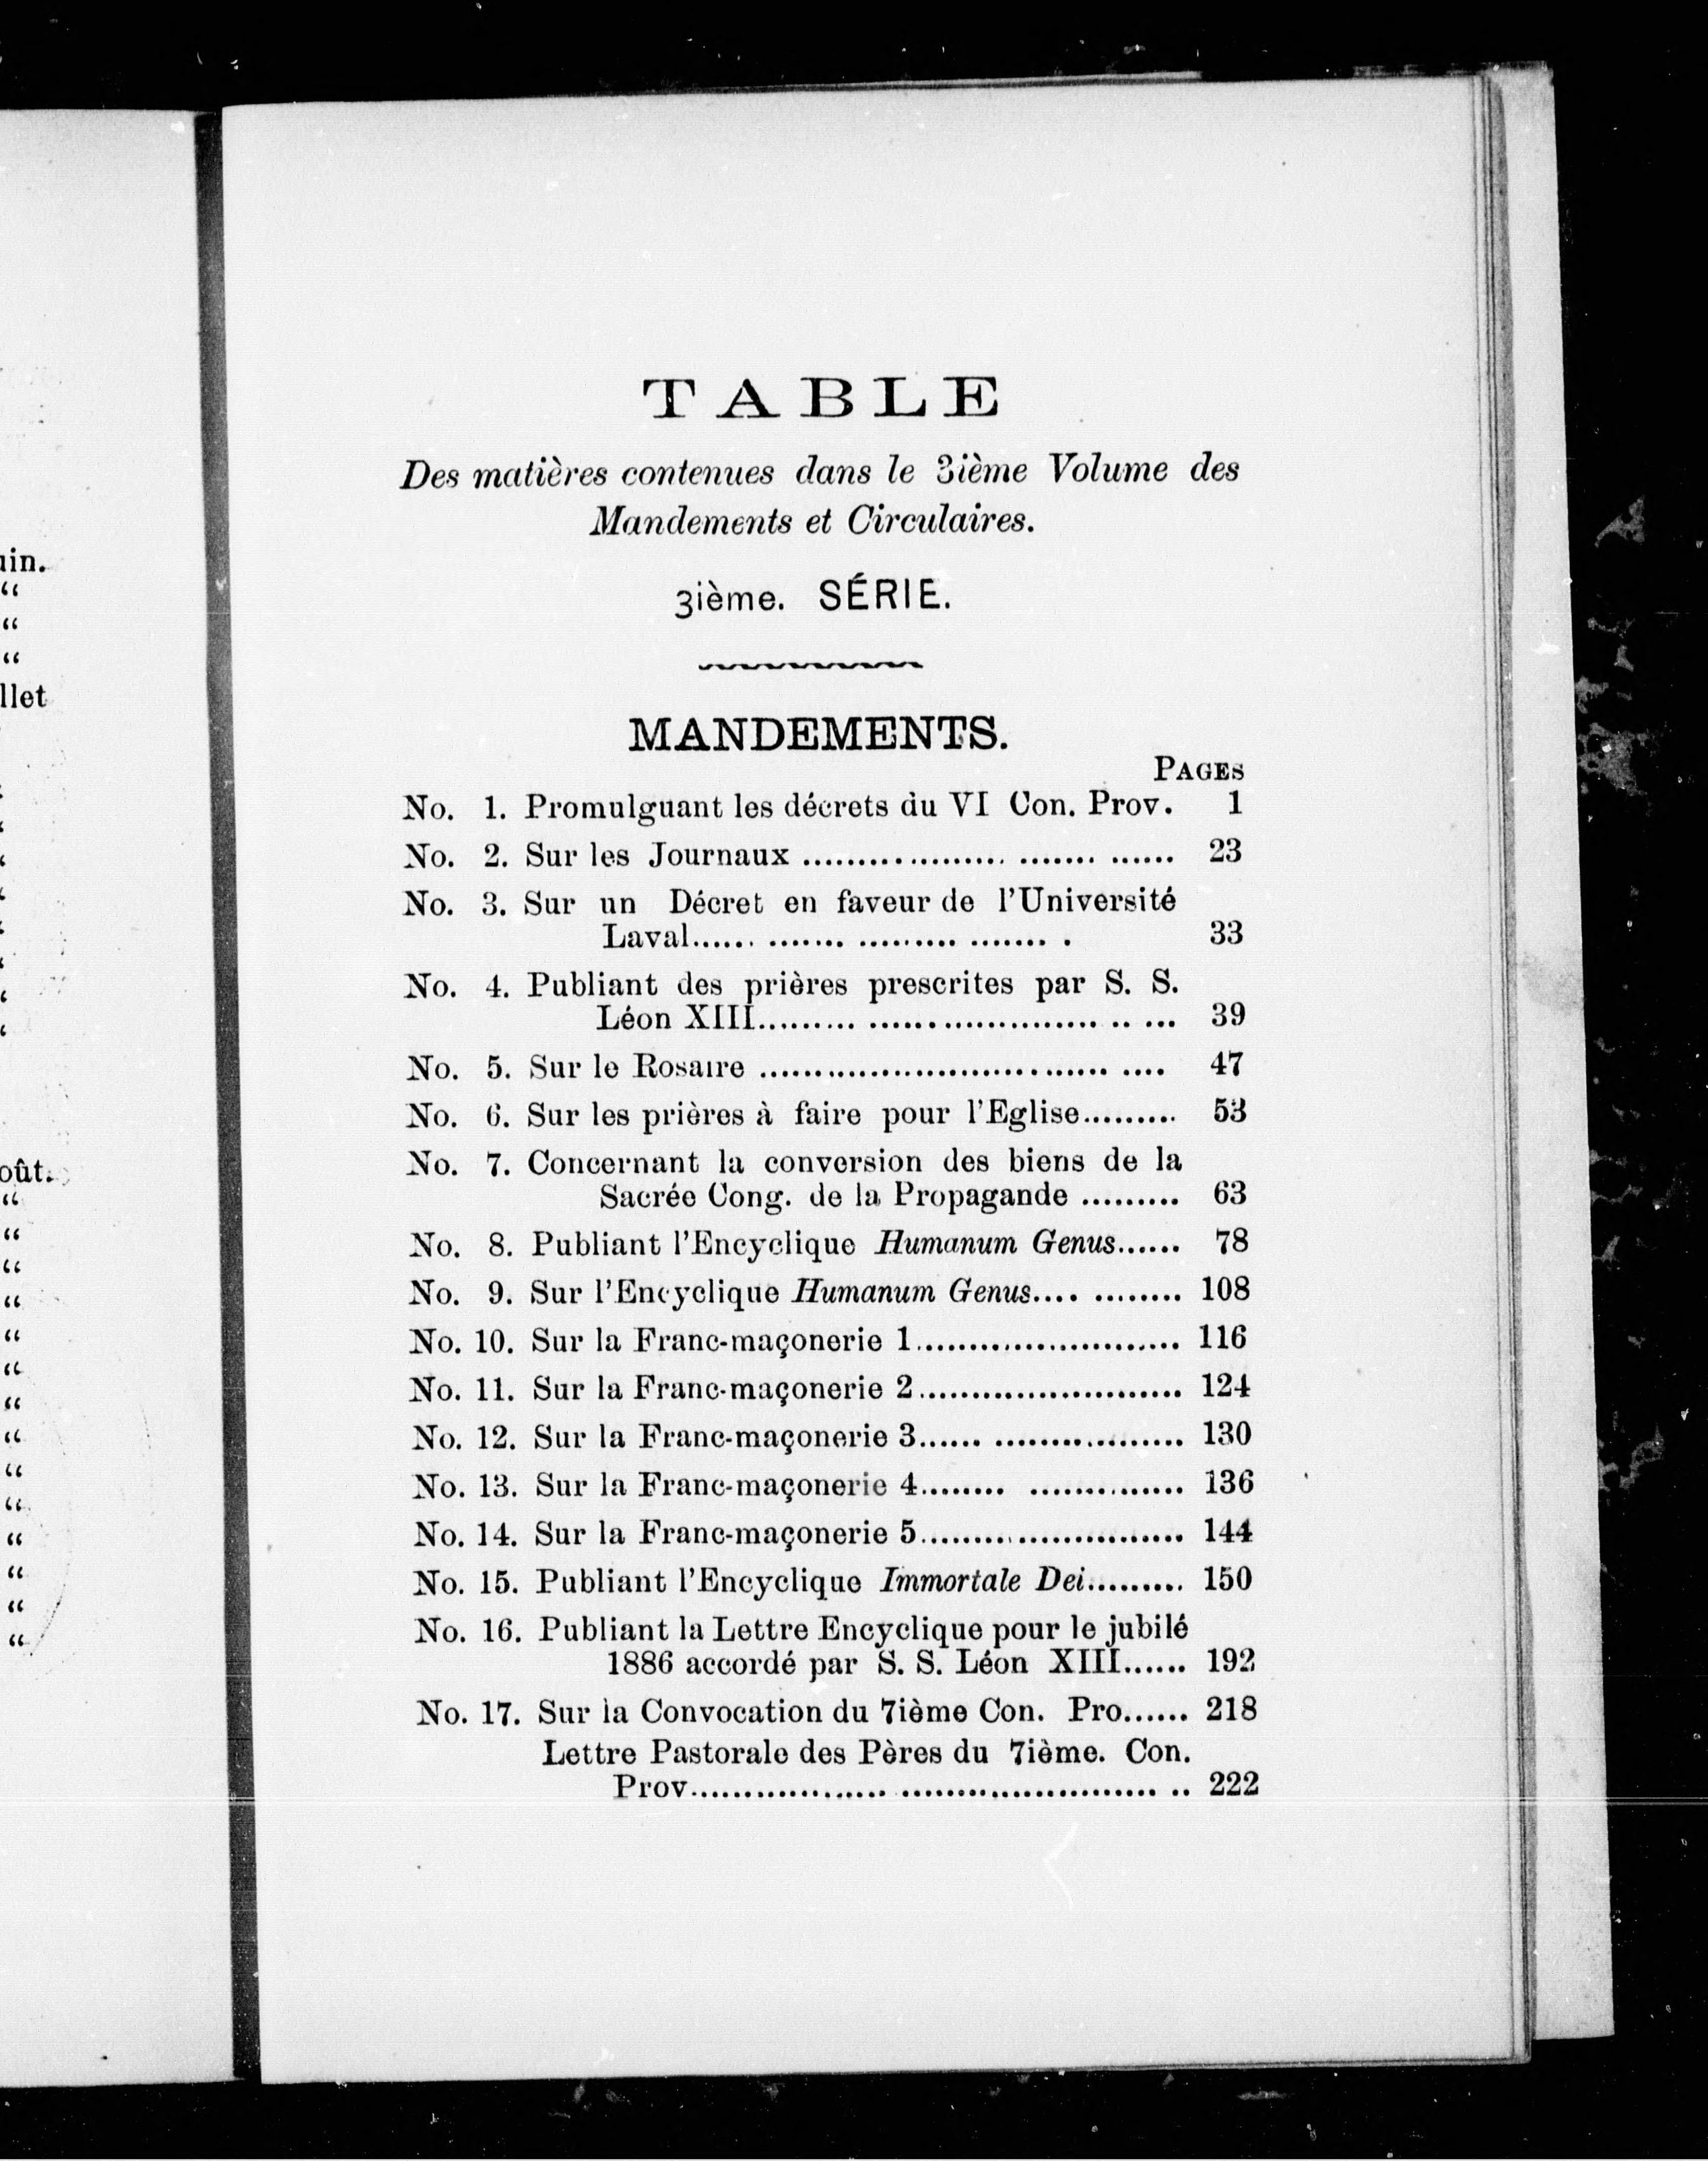 uin.
“
“
“
llet
oût.
“
“
“
“
“
“
“
“
“
“
“
“
“
“
TABLE
Des matières contenues dans le 3ième Volume des
Mandements et Circulaires.
3ième. SÉRIE.
MANDEMENTS.
PAGES
No. 1. Promulguant les décrets du VI Con. Prov. 1
No. 2. Sur les Journaux .................. ....... ...... 23
No. 3. Sur un Décret en faveur de l'Université
Laval...... ....... ......... ....... . 33
No. 4. Publiant des prières prescrites par S. S.
Léon XIII......... ...................... .. ... 39
No. 5. Sur le Rosaire ................................ .... 47
No. 6. Sur les prières à faire pour l'Eglise......... 53
No. 7. Concernant la conversion des biens de la
Sacrée Cong. de la Propagande ......... 63
No. 8. Publiant l'Encyclique Humanum Genus...... 78
No. 9. Sur l'Encyclique Humanum Genus.... ........ 108
No. 10. Sur la Franc-maçonerie 1......................... 116
No. 11. Sur la Franc-maçonerie 2......................... 124
No. 12. Sur la Franc-maçonerie 3...... .................. 130
No. 13. Sur la Franc-maçonerie 4........ ............... 136
No. 14. Sur la Franc-maçonerie 5......................... 144
No. 15. Publiant l'Encyclique Immortale Dei......... 150
No. 16. Publiant la Lettre Encyclique pour le jubilé
1886 accordé par S. S. Léon XIII...... 192
No. 17. Sur la Convocation du 7ième Con. Pro...... 218
Lettre Pastorale des Pères du 7ième. Con.
Prov................... ........................ .. 222